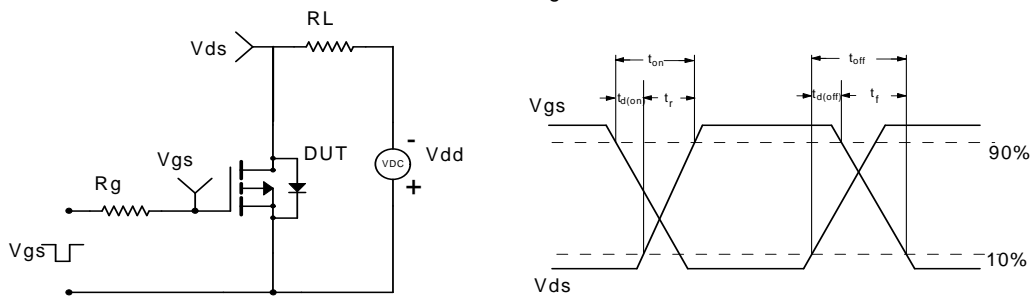 RL
Vds
Vgs
DUT
VDC
-
+
Vdd
Rg
Vgs
ton
toff
td(on)
tr
td(off)
tf
Vgs
90%
10%
Vds